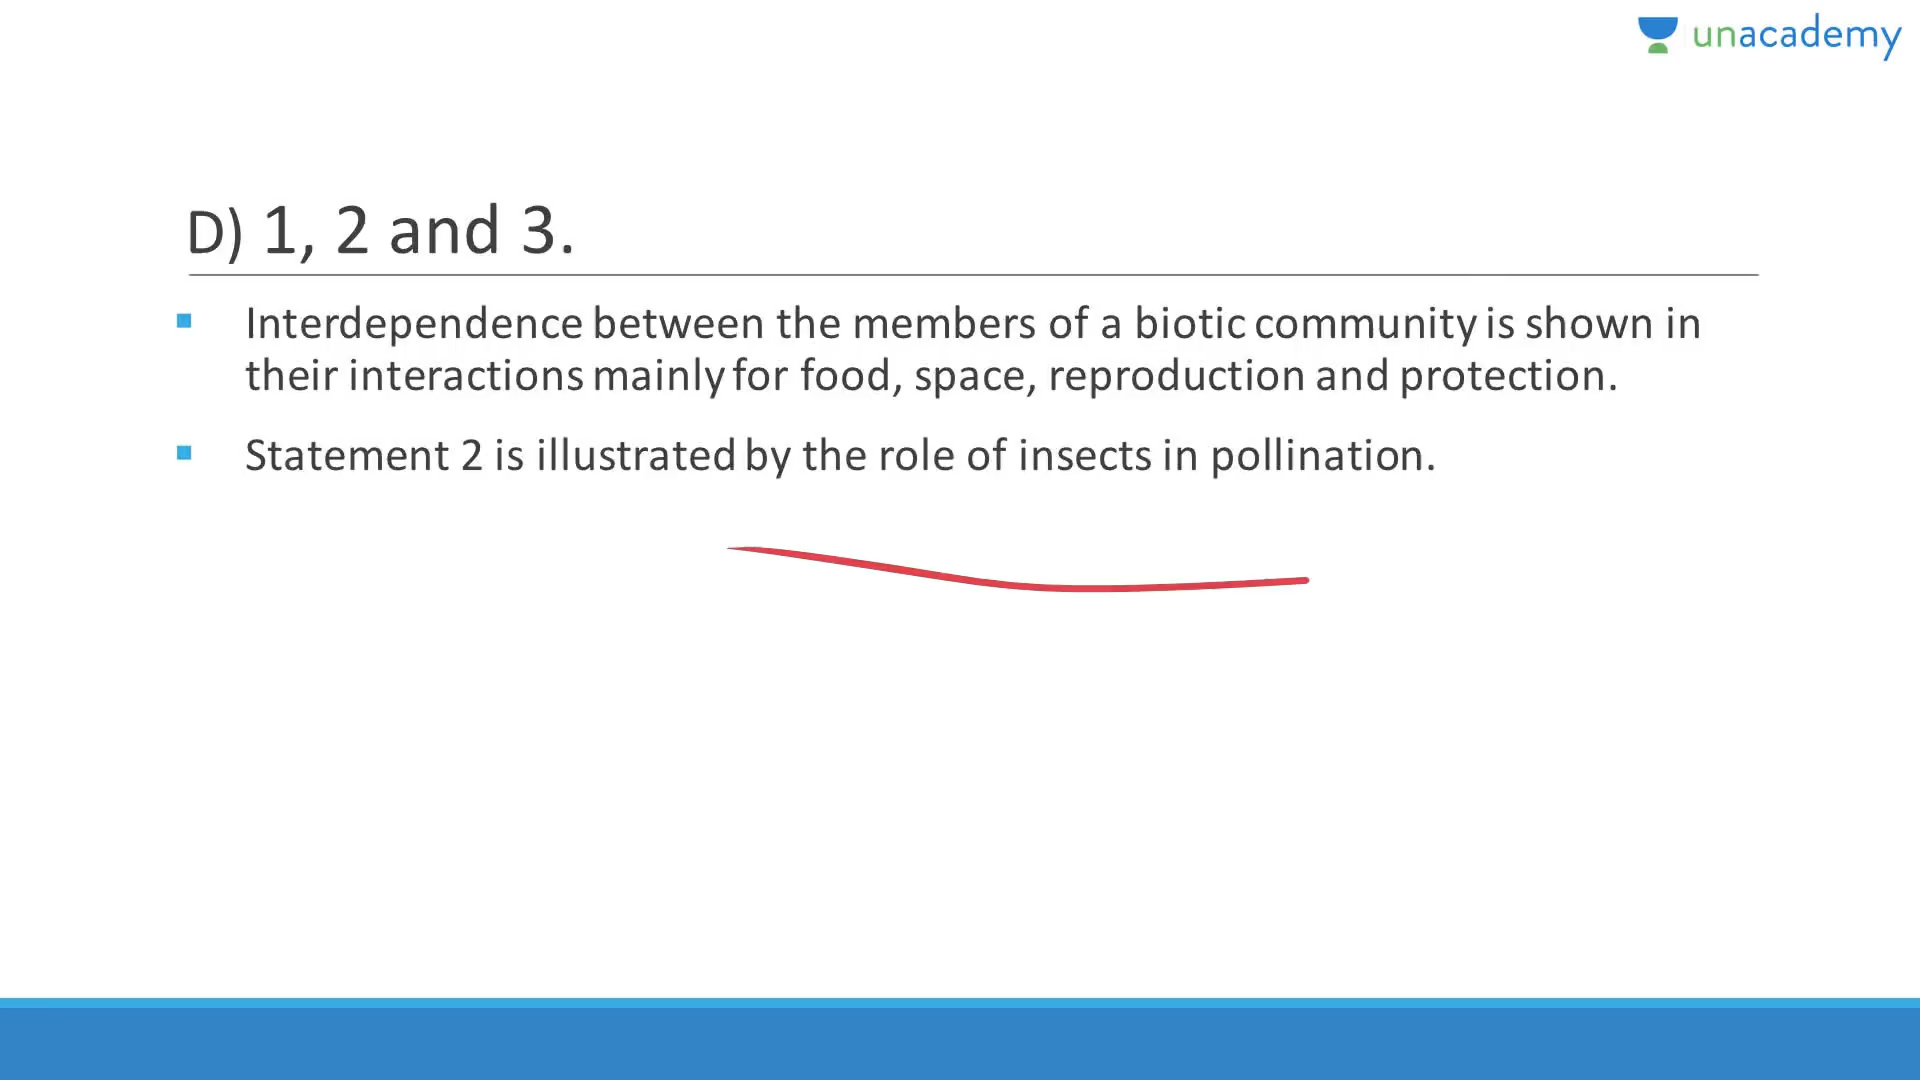 unacademy
D) 1, 2 and 3.
Interdependence between the members of a biotic community is shown in
their interactions mainly for food, space, reproduction and protection.
Statement 2 is illustrated by the role of insects in pollination.